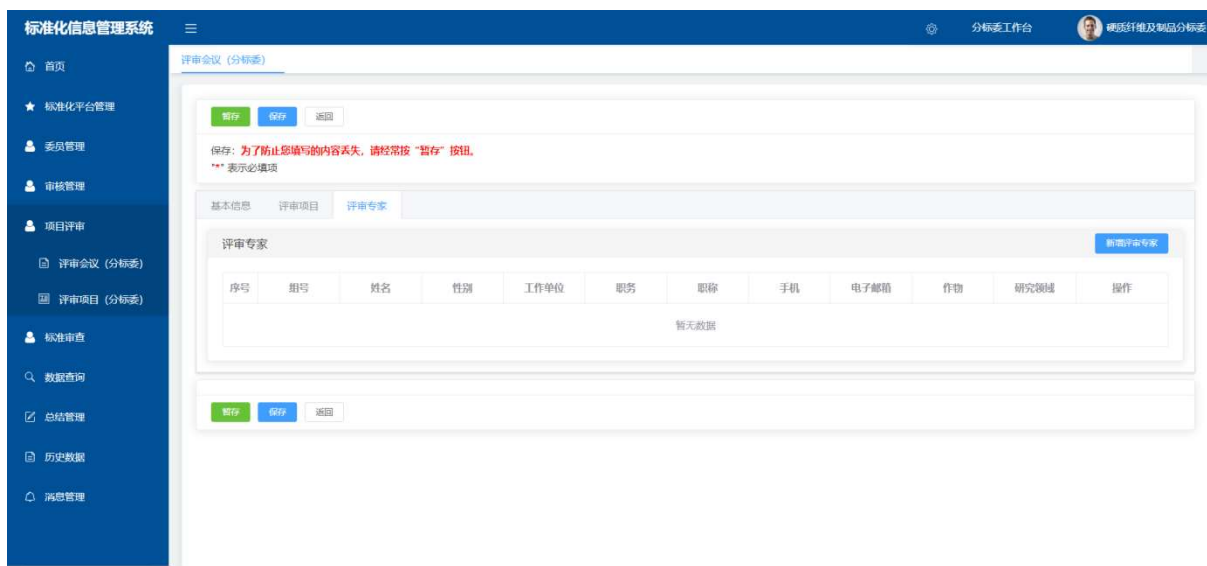 标准化信息管理系统
分标委工作台
硬质纤维及制品分标委
首页
标准化平台管理
委员管理
审核管理
项目评审
评审会议 (分标委)
评审项目 (分标委)
标准审查
数据查询
总结管理
历史数据
消息管理
评审会议 (分标委)
暂存 保存 返回
保存: 为了防止您填写的内容丢失, 请经常按 "暂存" 按钮。
"*" 表示必填项
基本信息 评审项目 评审专家
评审专家 新增评审专家
序号 组号 姓名 性别 工作单位 职务 职称 手机 电子邮箱 作物 研究领域 操作
暂无数据
暂存 保存 返回